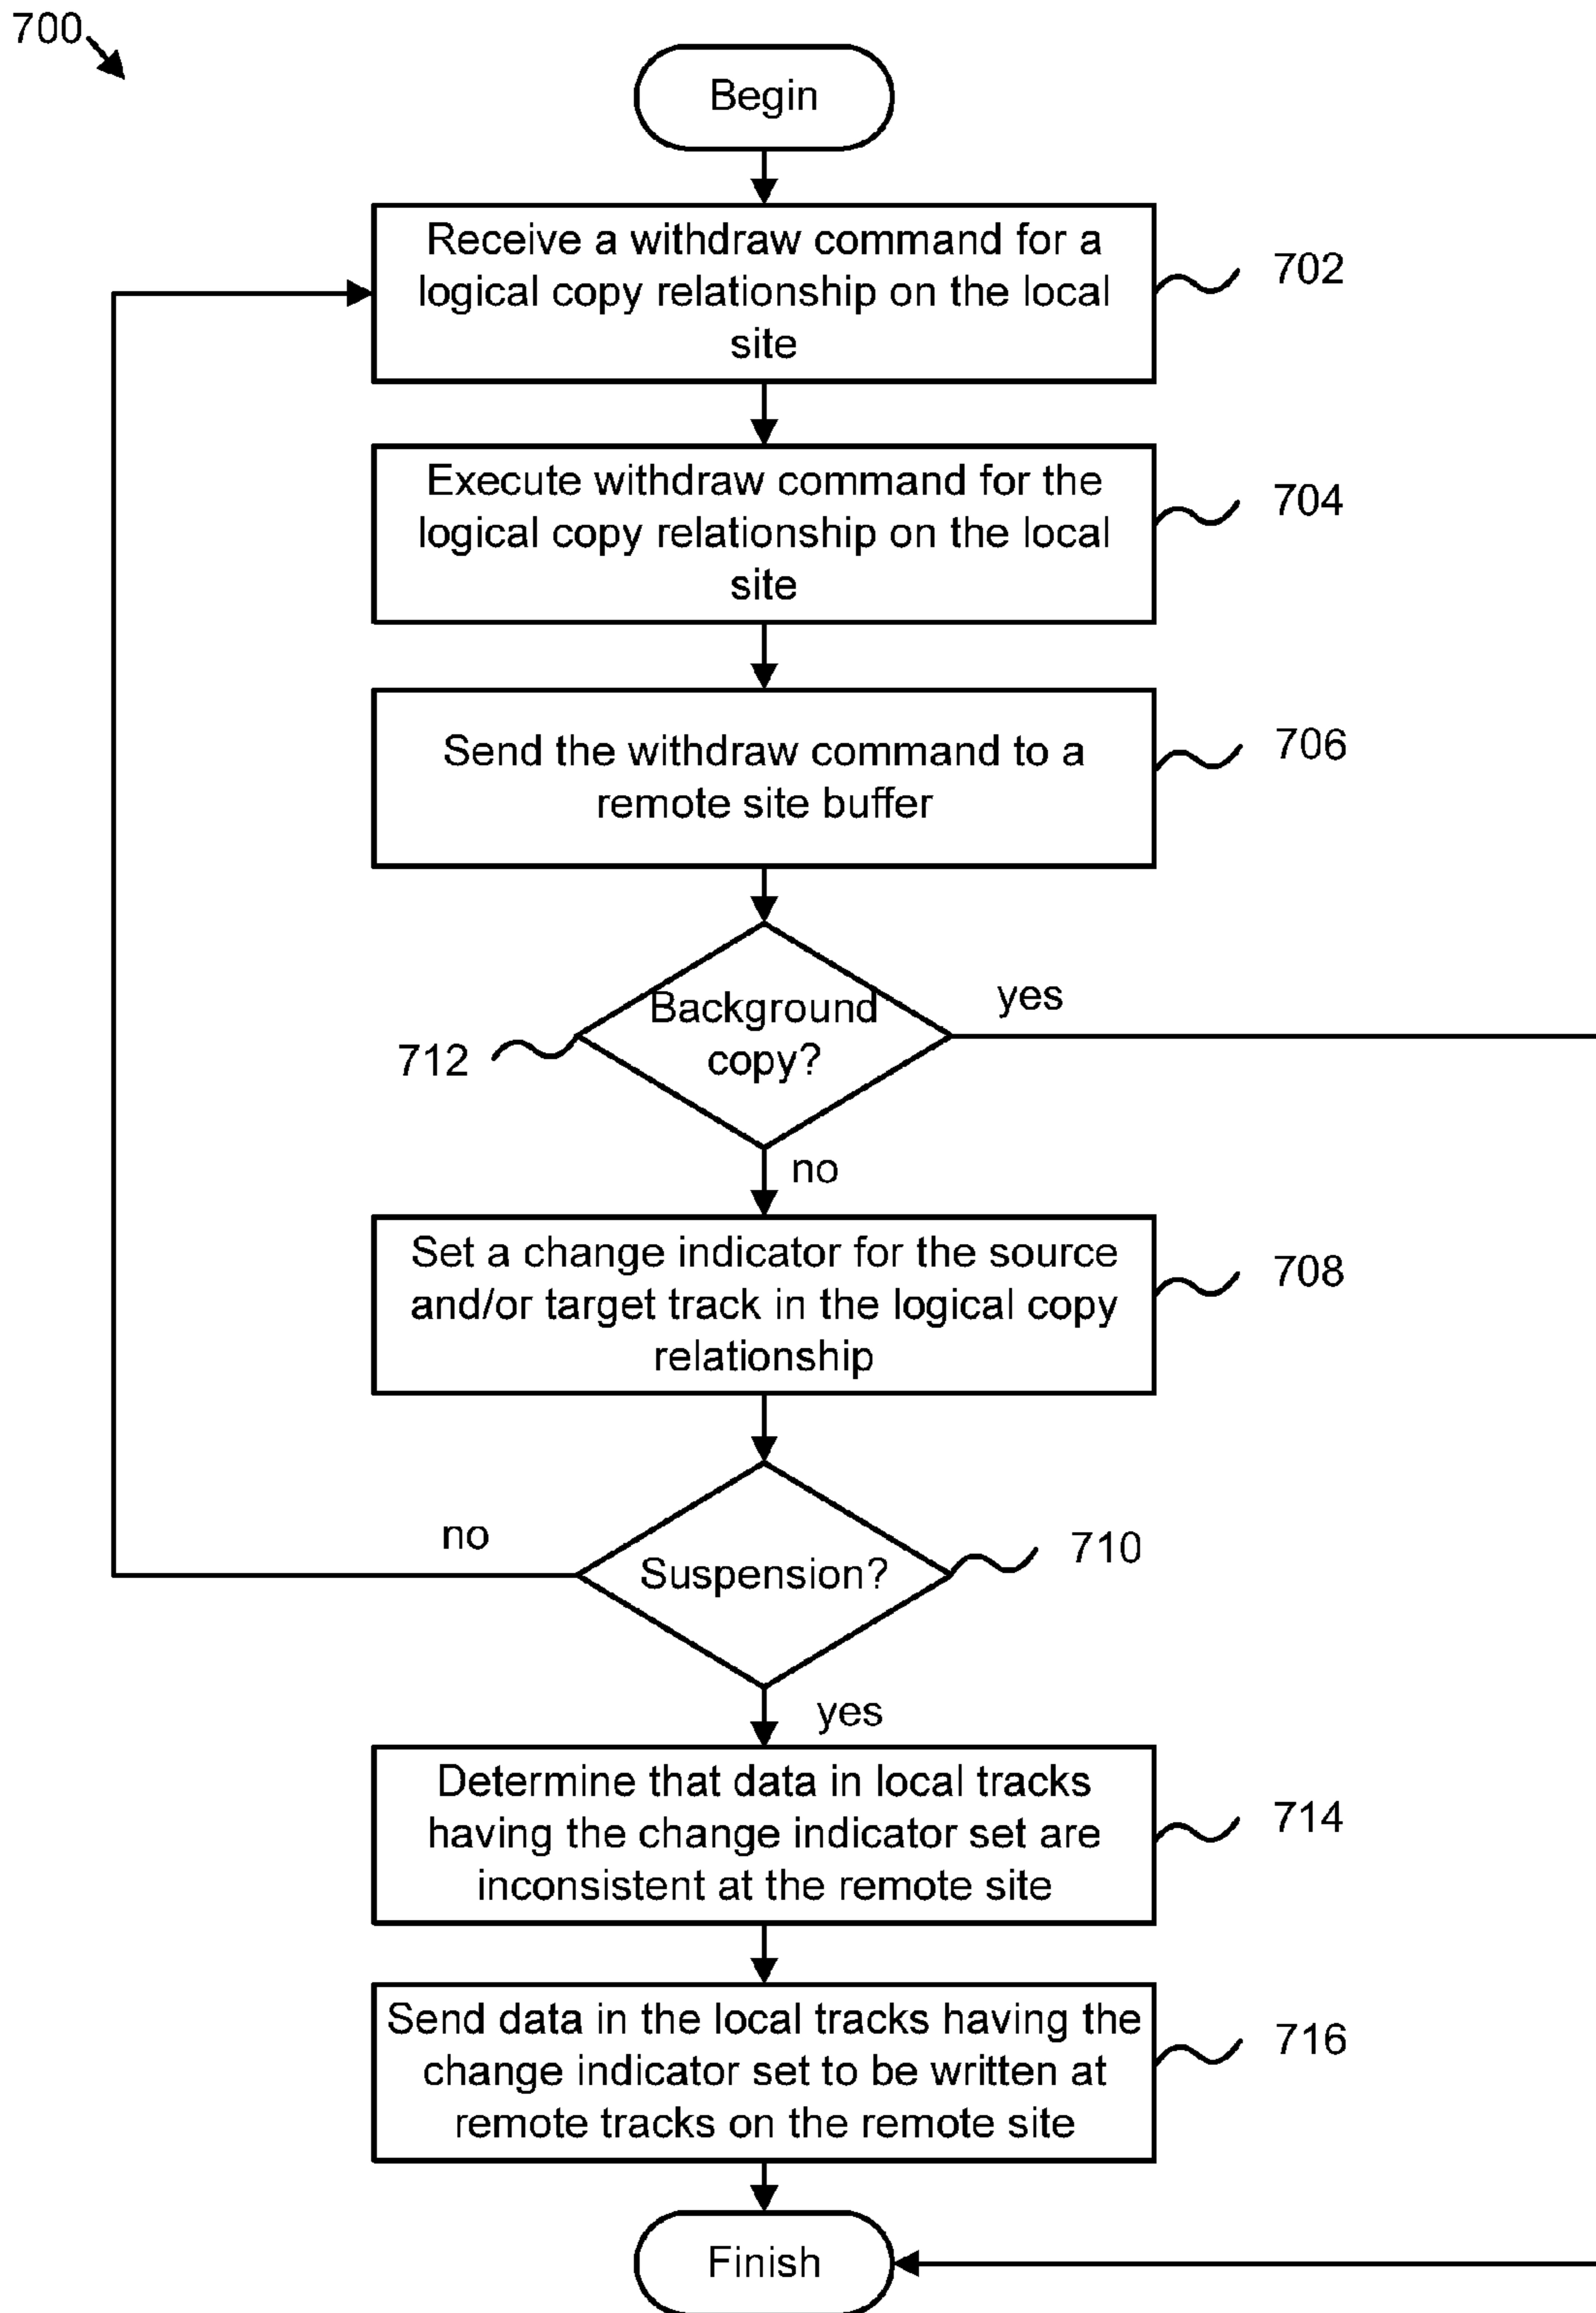 700
Begin
Receive a withdraw command for a
logical copy relationship on the local
site
702
Execute withdraw command for the
logical copy relationship on the local
site
704
Send the withdraw command to a
remote site buffer
706
Background
copy?
yes
712
no
Set a change indicator for the source
and/or target track in the logical copy
relationship
708
no
Suspension?
710
yes
Determine that data in local tracks
having the change indicator set are
inconsistent at the remote site
714
Send data in the local tracks having the
change indicator set to be written at
remote tracks on the remote site
716
Finish